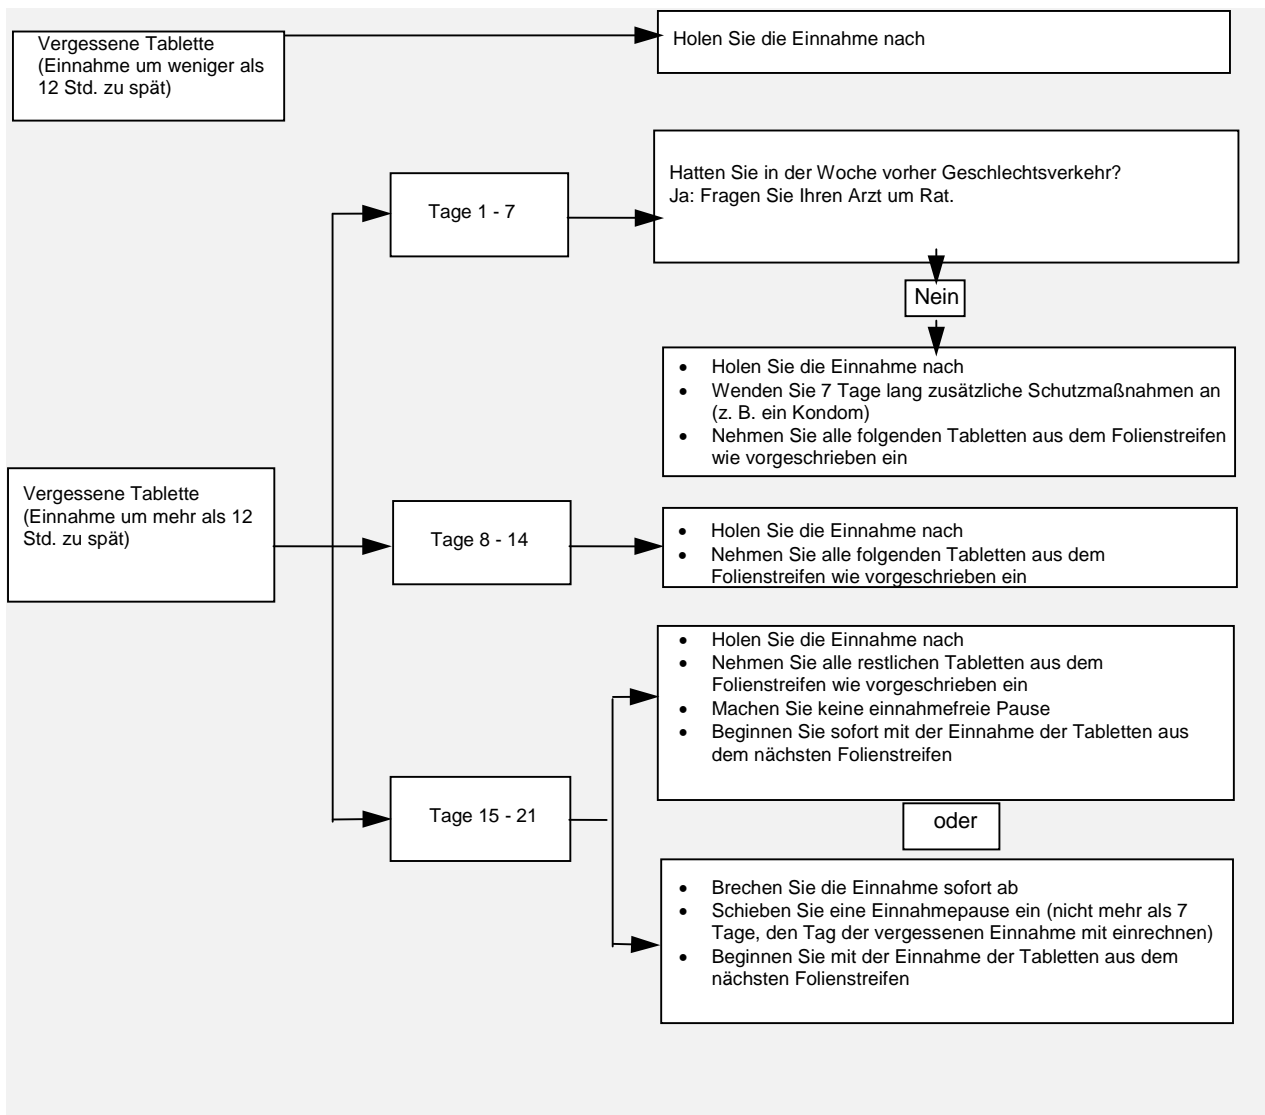 Vergessene Tablette
(Einnahme um weniger als
12 Std. zu spät)
Holen Sie die Einnahme nach
Tage 1 - 7
Hatten Sie in der Woche vorher Geschlechtsverkehr?
Ja: Fragen Sie Ihren Arzt um Rat.
Nein
• Holen Sie die Einnahme nach
• Wenden Sie 7 Tage lang zusätzliche Schutzmaßnahmen an
(z. B. ein Kondom)
• Nehmen Sie alle folgenden Tabletten aus dem Folienstreifen
wie vorgeschrieben ein
Vergessene Tablette
(Einnahme um mehr als 12
Std. zu spät)
Tage 8 - 14
• Holen Sie die Einnahme nach
• Nehmen Sie alle folgenden Tabletten aus dem
Folienstreifen wie vorgeschrieben ein
Tage 15 - 21
• Holen Sie die Einnahme nach
• Nehmen Sie alle restlichen Tabletten aus dem
Folienstreifen wie vorgeschrieben ein
• Machen Sie keine einnahmefreie Pause
• Beginnen Sie sofort mit der Einnahme der Tabletten aus
dem nächsten Folienstreifen
oder
• Brechen Sie die Einnahme sofort ab
• Schieben Sie eine Einnahmepause ein (nicht mehr als 7
Tage, den Tag der vergessenen Einnahme mit einrechnen)
• Beginnen Sie mit der Einnahme der Tabletten aus dem
nächsten Folienstreifen